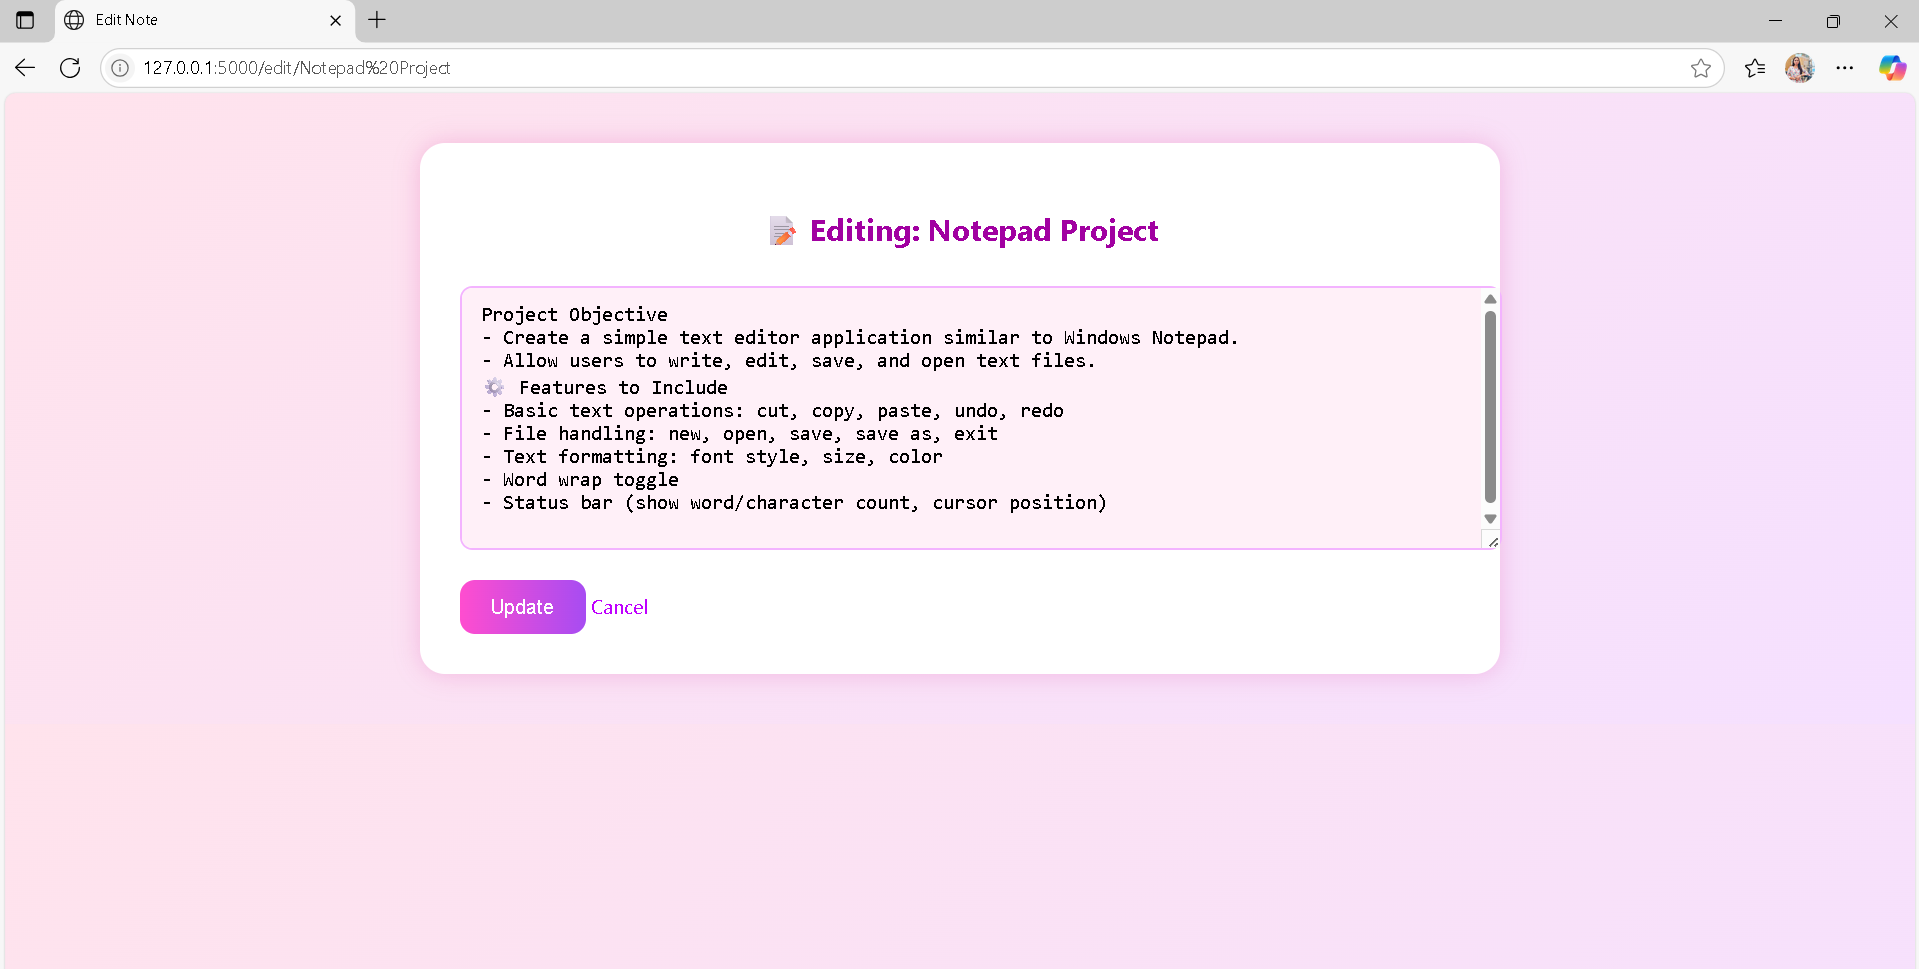 Edit Note
127.0.0.1:5000/edit/Notepad%20Project
📝 Editing: Notepad Project
Project Objective
- Create a simple text editor application similar to Windows Notepad.
- Allow users to write, edit, save, and open text files.
⚙️ Features to Include
- Basic text operations: cut, copy, paste, undo, redo
- File handling: new, open, save, save as, exit
- Text formatting: font style, size, color
- Word wrap toggle
- Status bar (show word/character count, cursor position)
Update Cancel